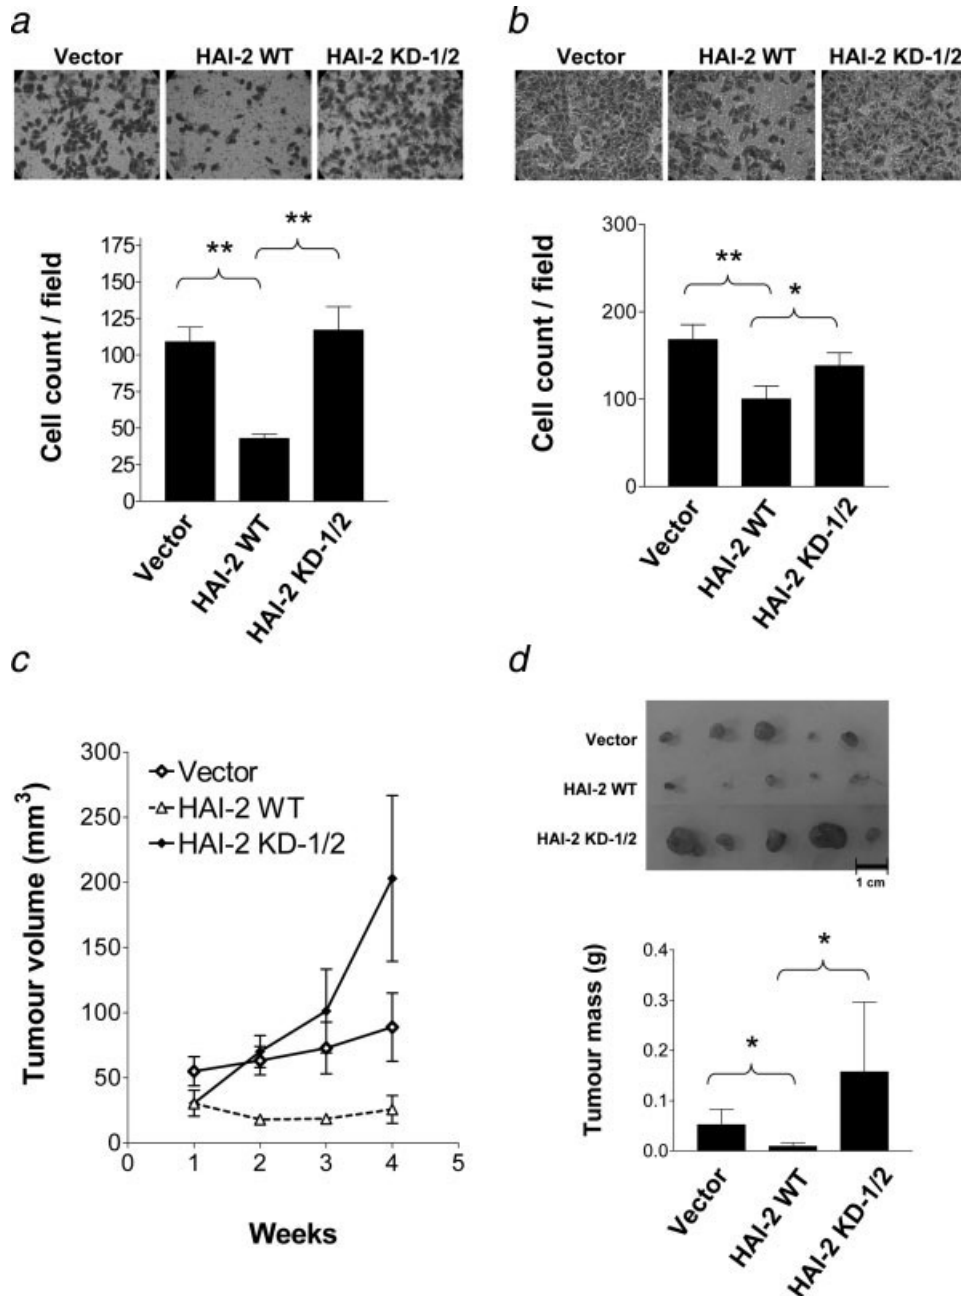 a
Vector HAI-2 WT HAI-2 KD-1/2
Cell count / field
175
150
125
100
75
50
25
0
**
**
Vector
HAI-2 WT
HAI-2 KD-1/2
b
Vector HAI-2 WT HAI-2 KD-1/2
Cell count / field
300
200
100
0
**
*
Vector
HAI-2 WT
HAI-2 KD-1/2
c
Tumour volume (mm³)
300
250
200
150
100
50
0
Vector
HAI-2 WT
HAI-2 KD-1/2
0 1 2 3 4 5
Weeks
d
Vector
HAI-2 WT
HAI-2 KD-1/2
1 cm
Tumour mass (g)
0.4
0.3
0.2
0.1
0.0
*
*
Vector
HAI-2 WT
HAI-2 KD-1/2